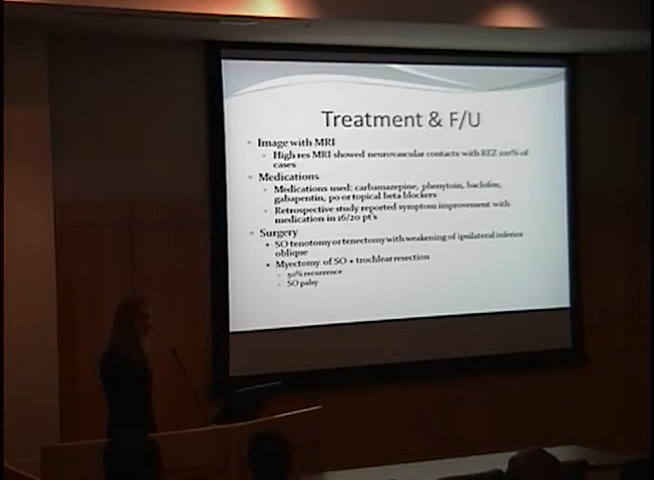 Treatment & F/U
Image with MRI
High res MRI showed neurovascular contacts with REZ 100% of
cases
Medications
Medications used: carbamazepine, phenytoin, baclofen,
gabapentin, po or topical beta blockers
Retrospective study reported symptom improvement with
medication in 16/20 pt's
Surgery
SO tenotomy or tenectomy with weakening of ipsilateral inferior
oblique
Myectomy of SO + trochlear resection
50% recurrence
SO palsy